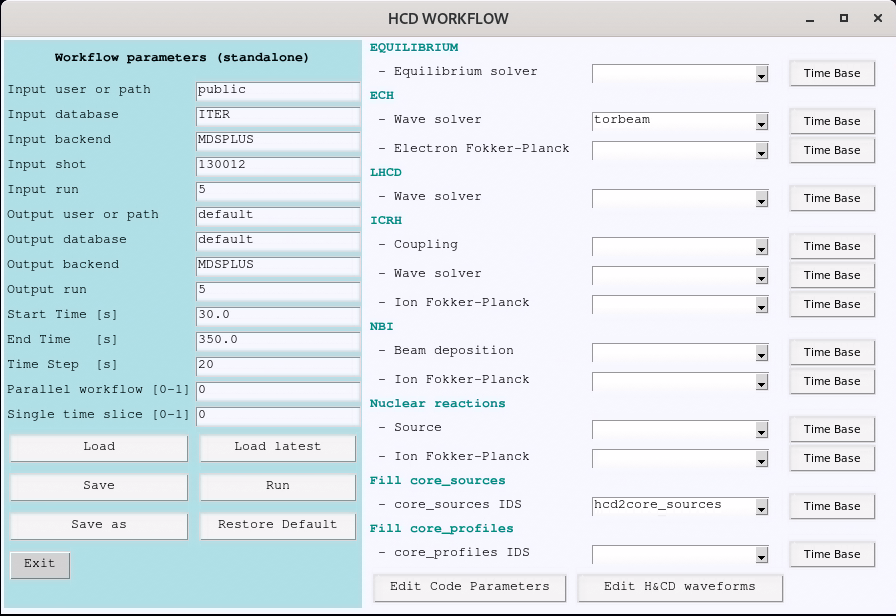 HCD WORKFLOW
Workflow parameters (standalone)
Input user or path public
Input database ITER
Input backend MDSPLUS
Input shot 130012
Input run 5
Output user or path default
Output database default
Output backend MDSPLUS
Output run 5
Start Time [s] 30.0
End Time [s] 350.0
Time Step [s] 20
Parallel workflow [0-1] 0
Single time slice [0-1] 0
Load Load latest
Save Run
Save as Restore Default
Exit
EQUILIBRIUM
- Equilibrium solver Time Base
ECH
- Wave solver torbeam Time Base
- Electron Fokker-Planck Time Base
LHCD
- Wave solver Time Base
ICRH
- Coupling Time Base
- Wave solver Time Base
- Ion Fokker-Planck Time Base
NBI
- Beam deposition Time Base
- Ion Fokker-Planck Time Base
Nuclear reactions
- Source Time Base
- Ion Fokker-Planck Time Base
Fill core_sources
- core_sources IDS hcd2core_sources Time Base
Fill core_profiles
- core_profiles IDS Time Base
Edit Code Parameters Edit H&CD waveforms